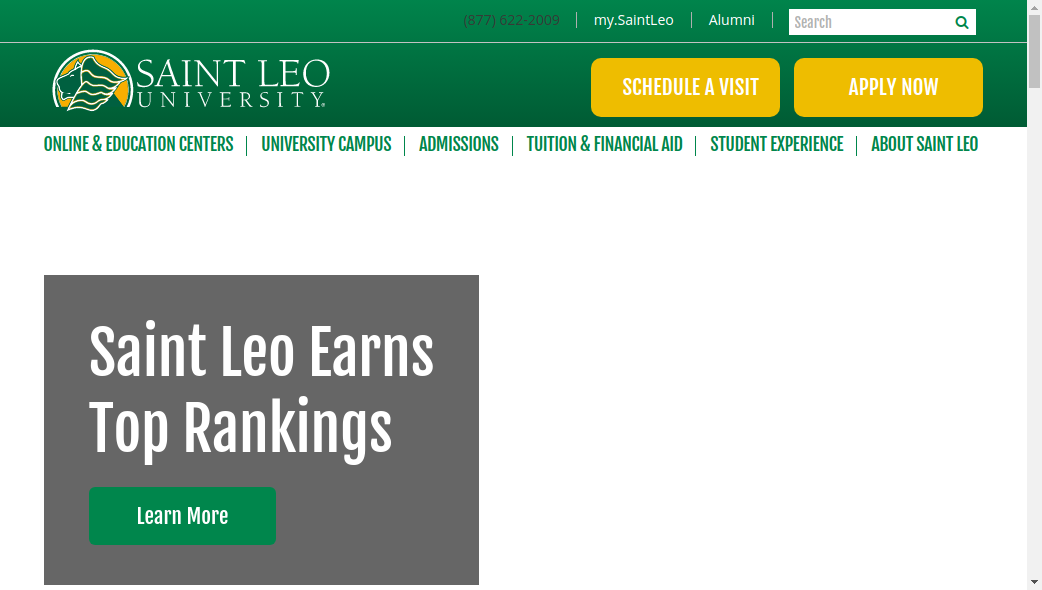 (877) 622-2009
my.SaintLeo
Alumni
Search
SAINT LEO
UNIVERSITY
SCHEDULE A VISIT
APPLY NOW
ONLINE & EDUCATION CENTERS
UNIVERSITY CAMPUS
ADMISSIONS
TUITION & FINANCIAL AID
STUDENT EXPERIENCE
ABOUT SAINT LEO
Saint Leo Earns
Top Rankings
Learn More